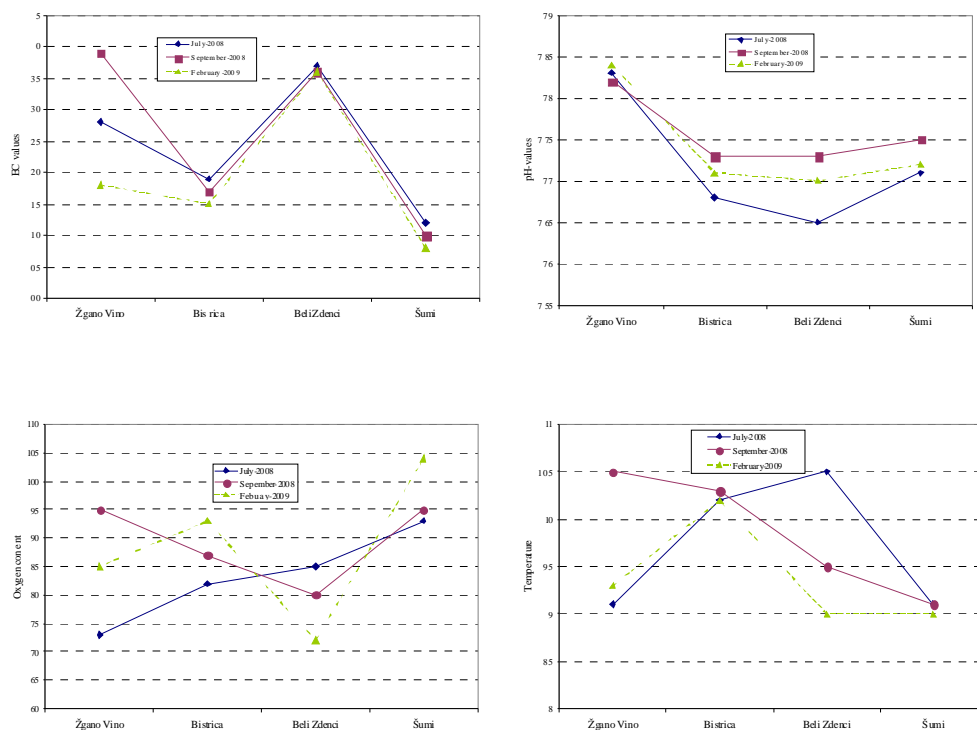 5
0
35
30
25
20
15
10
05
00
EC values
July-2008
September-2008
February-2009
Žgano Vino
Bis rica
Beli Zdenci
Šumi
79
7 85
78
7 75
77
7 65
76
7 55
pH-values
July-2008
September-2008
February-2009
Žgano Vino
Bistrica
Beli Zdenci
Šumi
110
105
100
95
90
85
80
75
70
65
60
Oxygen content
July-2008
Sepember-2008
Febuay-2009
Žgano Vino
Bistrica
Beli Zdenci
Šumi
11
105
10
95
9
85
8
Temperature
July-2008
September-2008
February-2009
Žgano Vino
Bistrica
Beli Zdenci
Šumi